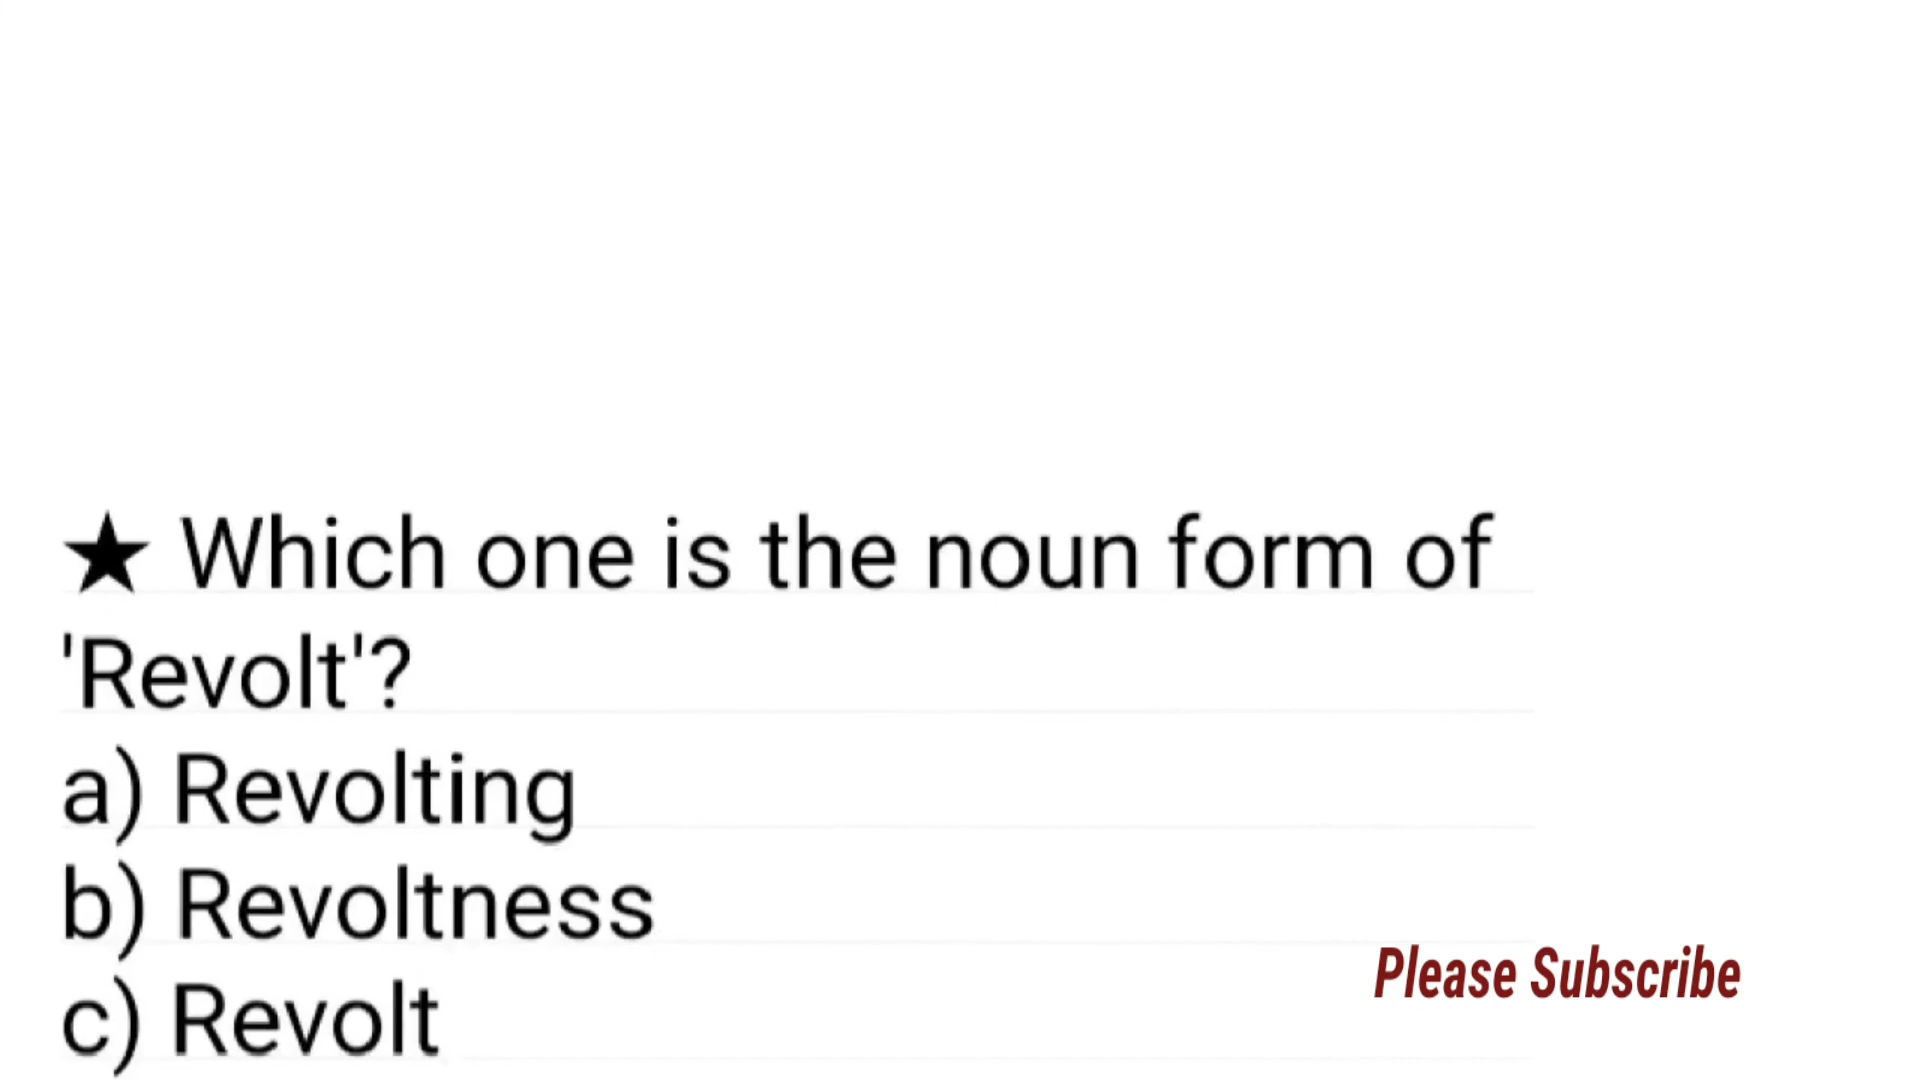 ★ Which one is the noun form of
'Revolt'?
a) Revolting
b) Revoltness
c) Revolt
Please Subscribe